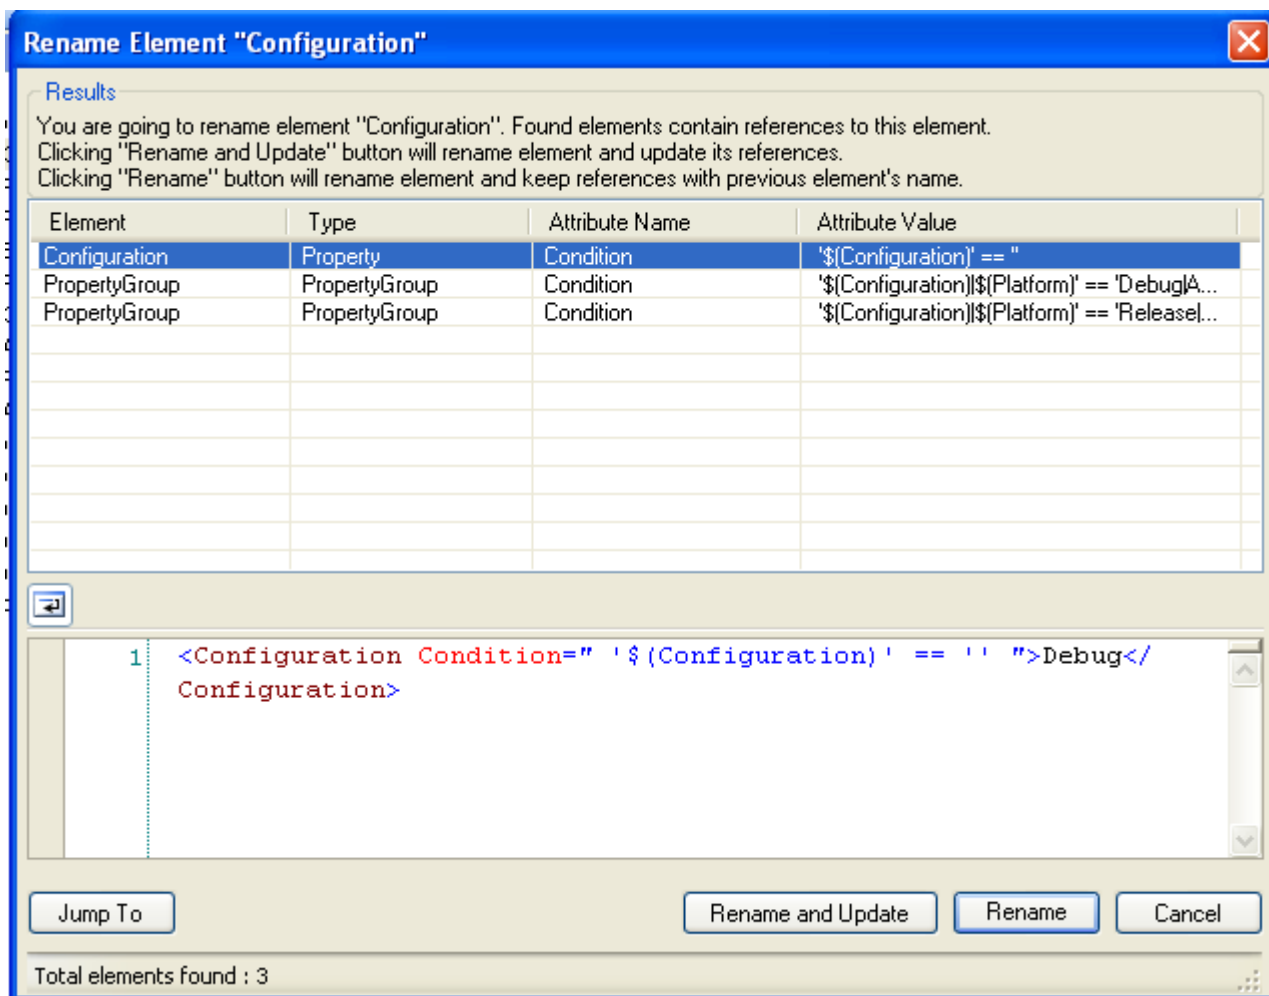 Rename Element "Configuration"
Results
You are going to rename element "Configuration". Found elements contain references to this element.
Clicking "Rename and Update" button will rename element and update its references.
Clicking "Rename" button will rename element and keep references with previous element's name.
Element Type Attribute Name Attribute Value
Configuration Property Condition '$(Configuration)' == ''
PropertyGroup PropertyGroup Condition '$(Configuration)|$(Platform)' == 'Debug|A...
PropertyGroup PropertyGroup Condition '$(Configuration)|$(Platform)' == 'Release|...
1 <Configuration Condition=" '$(Configuration)' == '' ">Debug</
Configuration>
Jump To Rename and Update Rename Cancel
Total elements found : 3